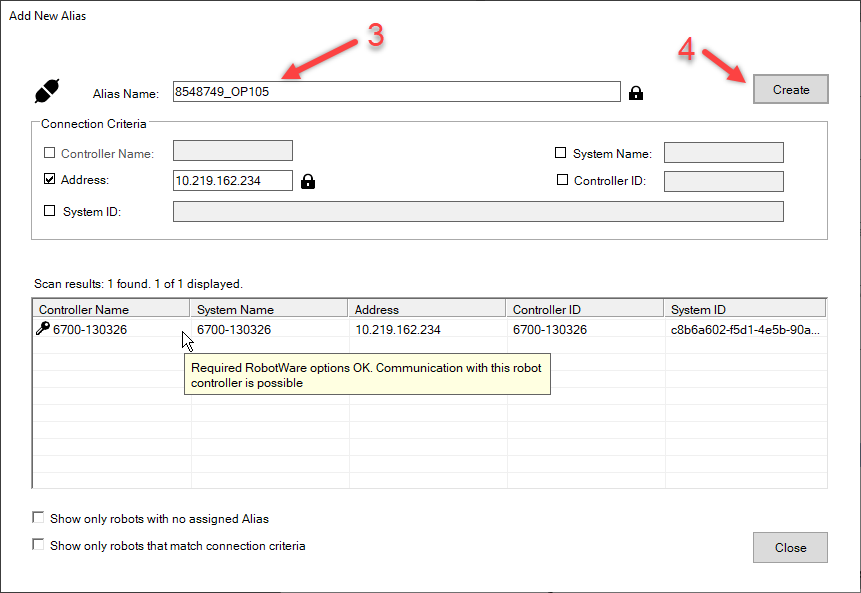 Add New Alias
3
4
Alias Name: 8548749_OP105 Create
Connection Criteria
Controller Name: System Name:
Address: 10.219.162.234 Controller ID:
System ID:
Scan results: 1 found. 1 of 1 displayed.
Controller Name System Name Address Controller ID System ID
6700-130326 6700-130326 10.219.162.234 6700-130326 c8b6a602-f5d1-4e5b-90a...
Required RobotWare options OK. Communication with this robot
controller is possible
Show only robots with no assigned Alias
Show only robots that match connection criteria
Close